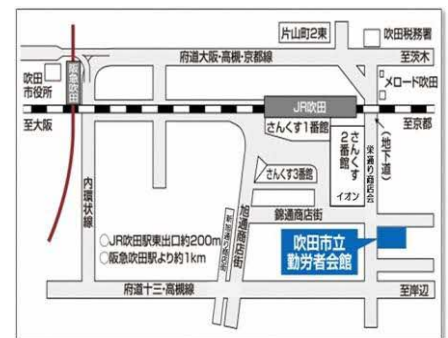 片山町2東
吹田税務署
府道大阪・高槻・京都線
至茨木
吹田
市役所
阪急吹田
メロード吹田
JR吹田
至大阪
至京都
さんくす1番館
さんくす
2番館
イオン
栄通り商店会
(地下道)
さんくす3番館
内環状線
旭通商店街
錦通商店街
○JR吹田駅東出口約200m
○阪急吹田駅より約1km
吹田市立
勤労者会館
府道十三・高槻線
至岸辺